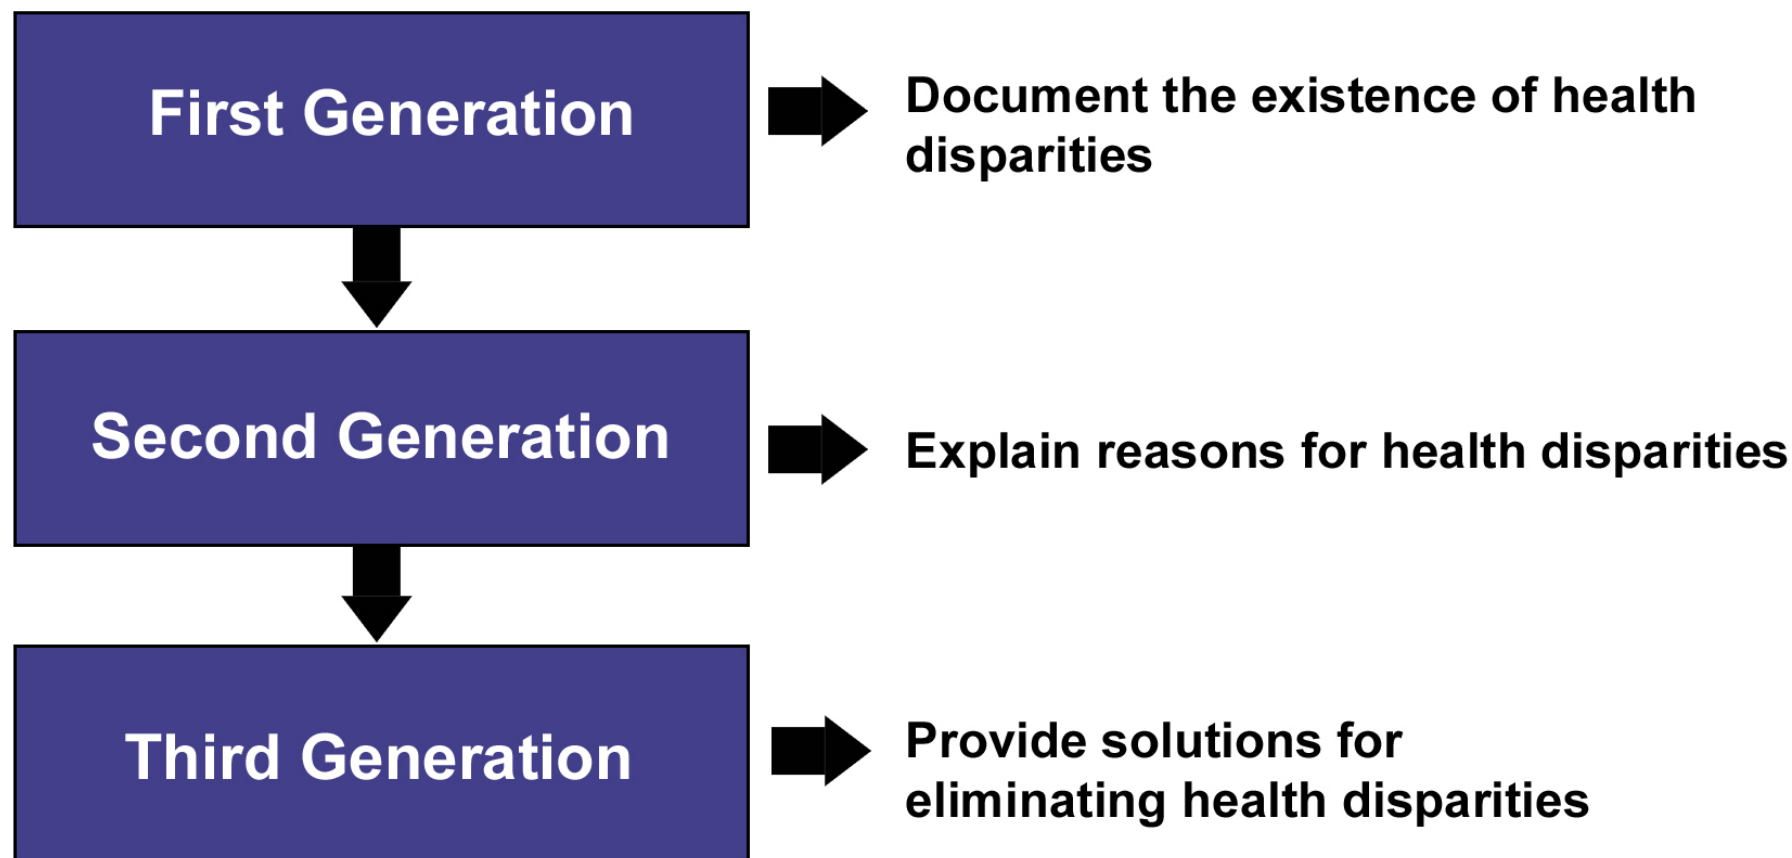 First Generation
Document the existence of health
disparities
Second Generation
Explain reasons for health disparities
Third Generation
Provide solutions for
eliminating health disparities